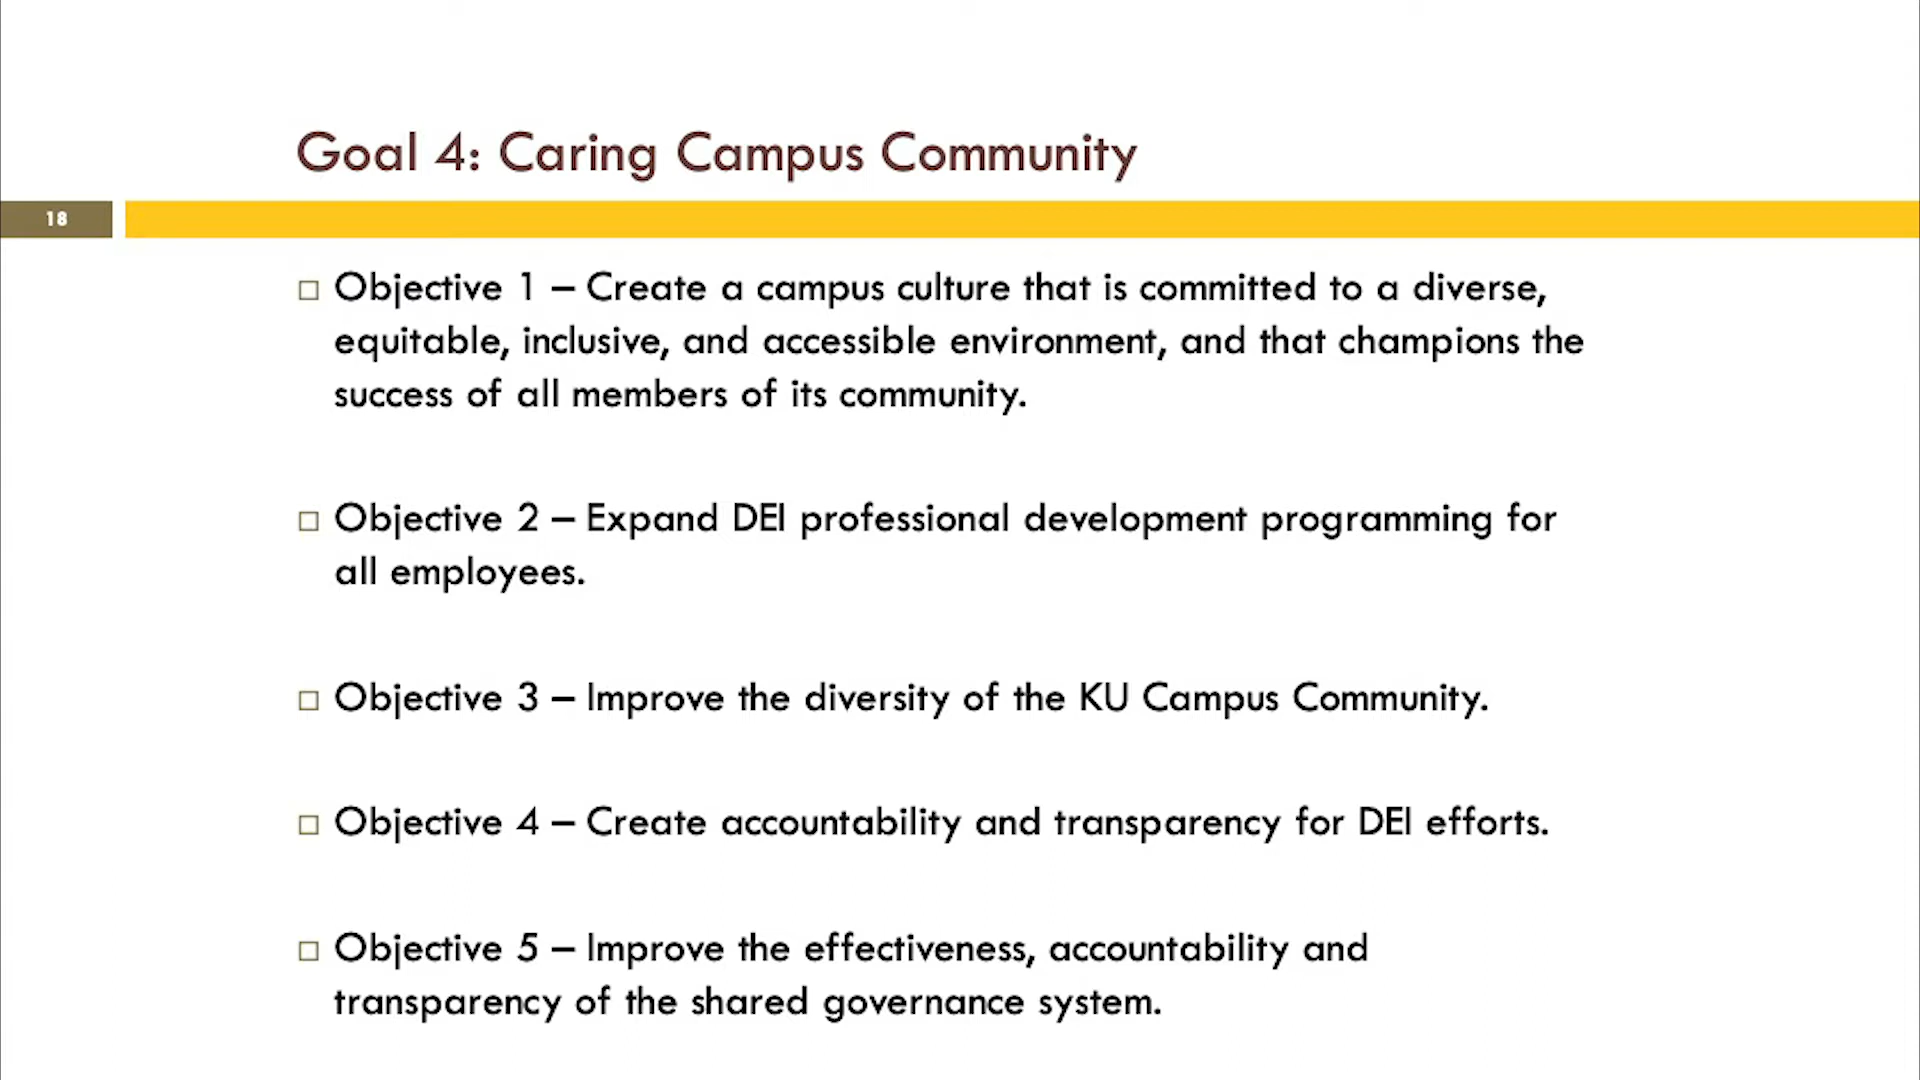 Goal 4: Caring Campus Community
18
Objective 1 – Create a campus culture that is committed to a diverse,
equitable, inclusive, and accessible environment, and that champions the
success of all members of its community.
Objective 2 – Expand DEI professional development programming for
all employees.
Objective 3 – Improve the diversity of the KU Campus Community.
Objective 4 – Create accountability and transparency for DEI efforts.
Objective 5 – Improve the effectiveness, accountability and
transparency of the shared governance system.